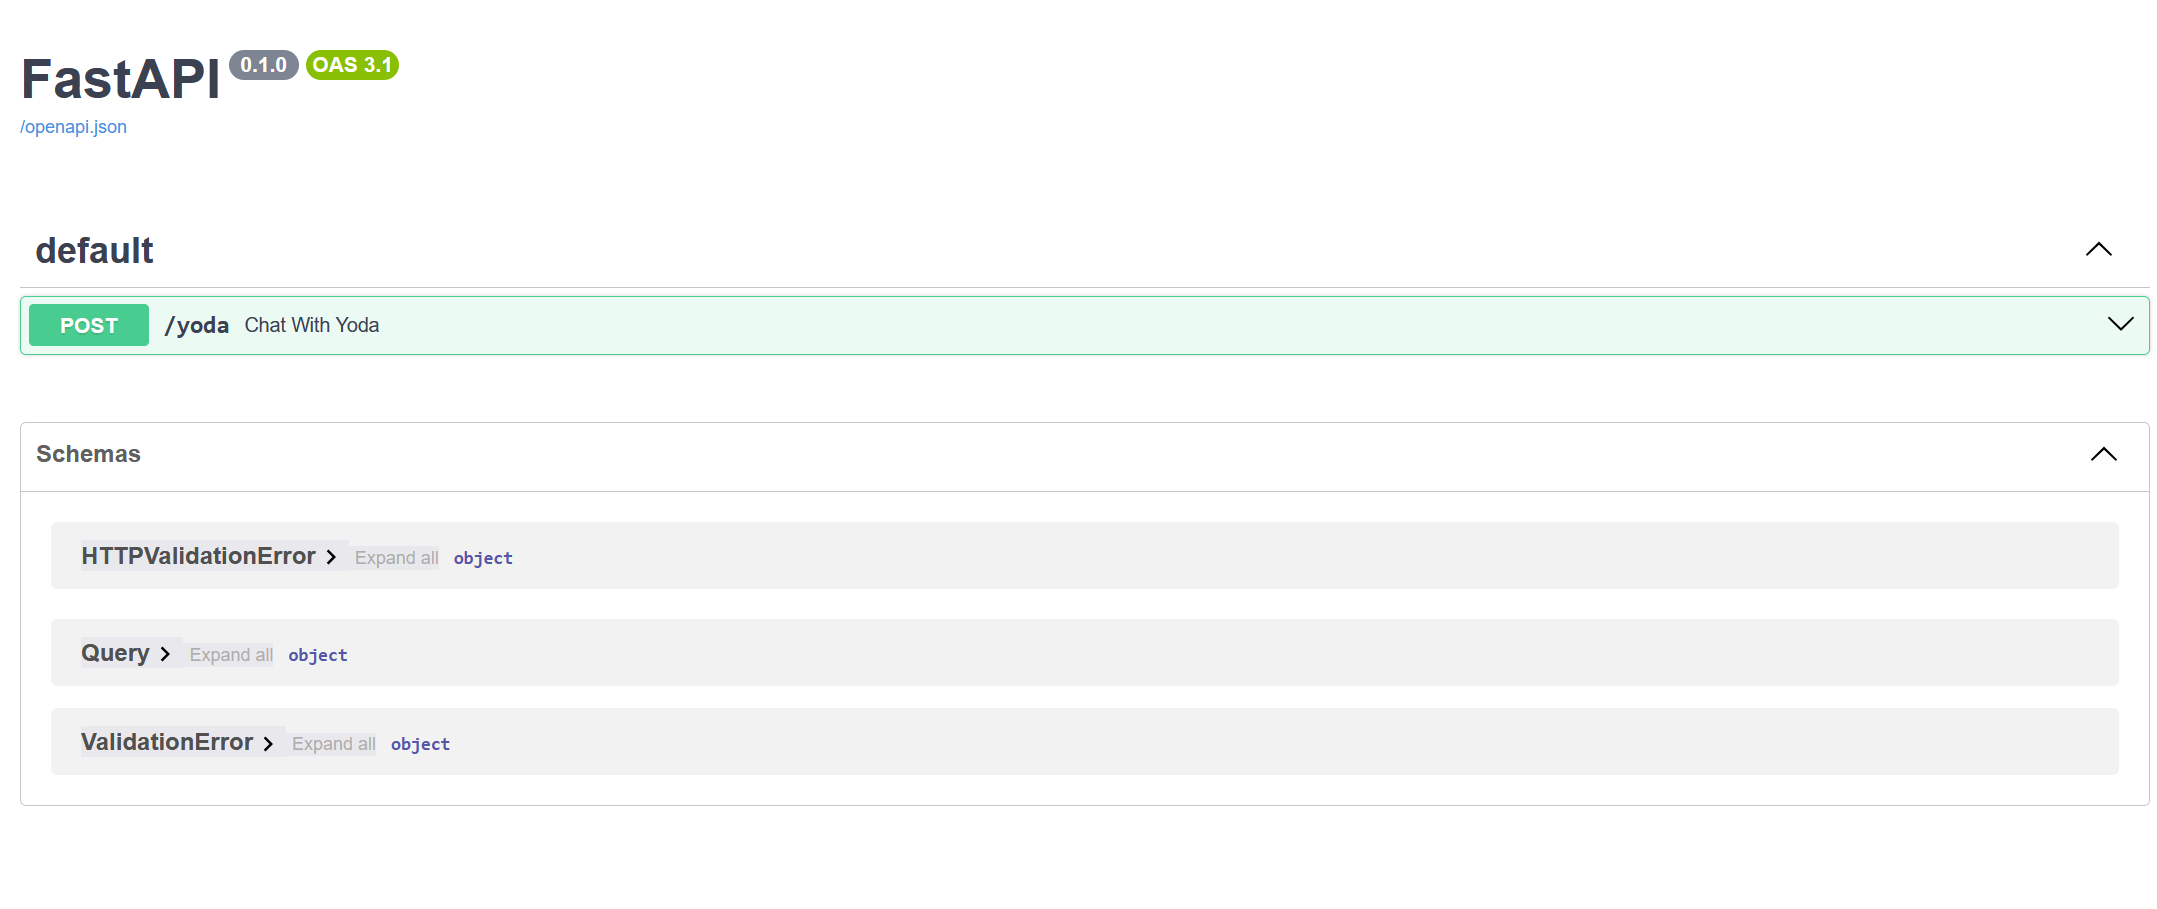 FastAPI 0.1.0 OAS 3.1
/openapi.json
default
POST /yoda Chat With Yoda
Schemas
HTTPValidationError Expand all object
Query Expand all object
ValidationError Expand all object